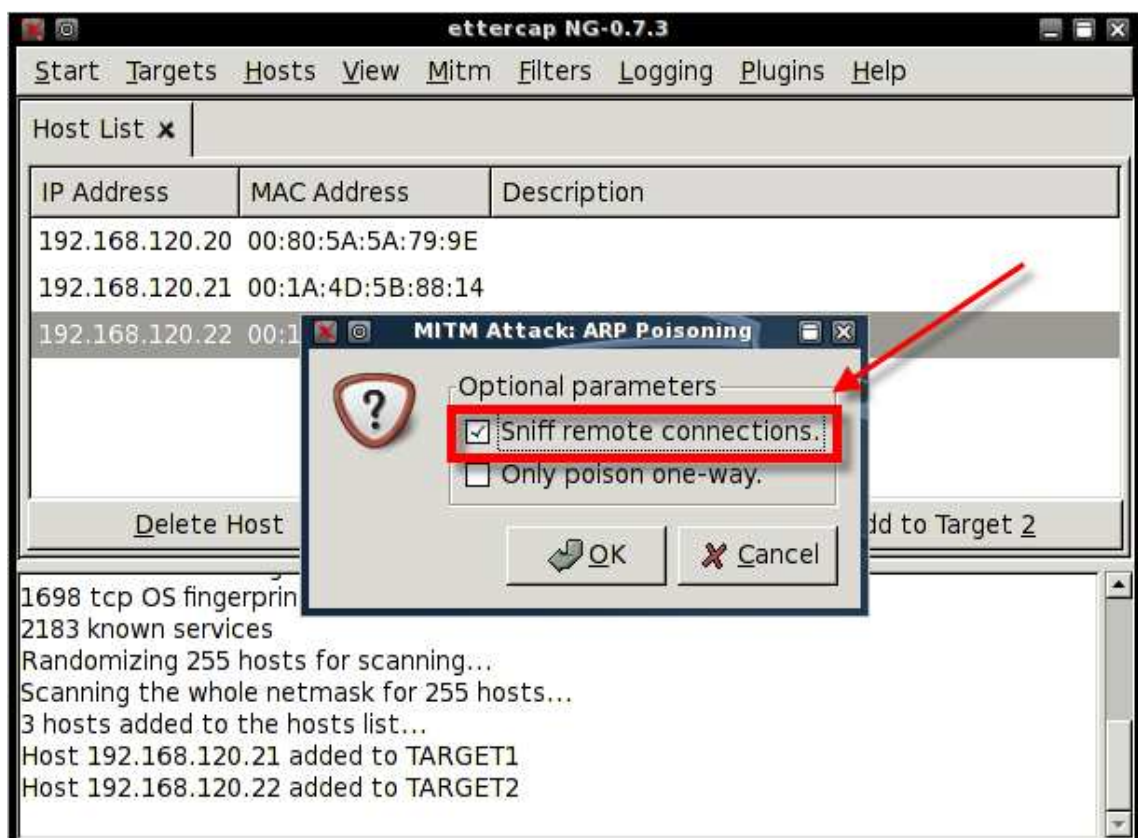 ettercap NG-0.7.3
Start Targets Hosts View Mitm Filters Logging Plugins Help
Host List
IP Address MAC Address Description
192.168.120.20 00:80:5A:5A:79:9E
192.168.120.21 00:1A:4D:5B:88:14
192.168.120.22 00:1
MITM Attack: ARP Poisoning
Optional parameters
?
Sniff remote connections.
Only poison one-way.
OK Cancel
Delete Host dd to Target 2
1698 tcp OS fingerprin
2183 known services
Randomizing 255 hosts for scanning...
Scanning the whole netmask for 255 hosts...
3 hosts added to the hosts list...
Host 192.168.120.21 added to TARGET1
Host 192.168.120.22 added to TARGET2